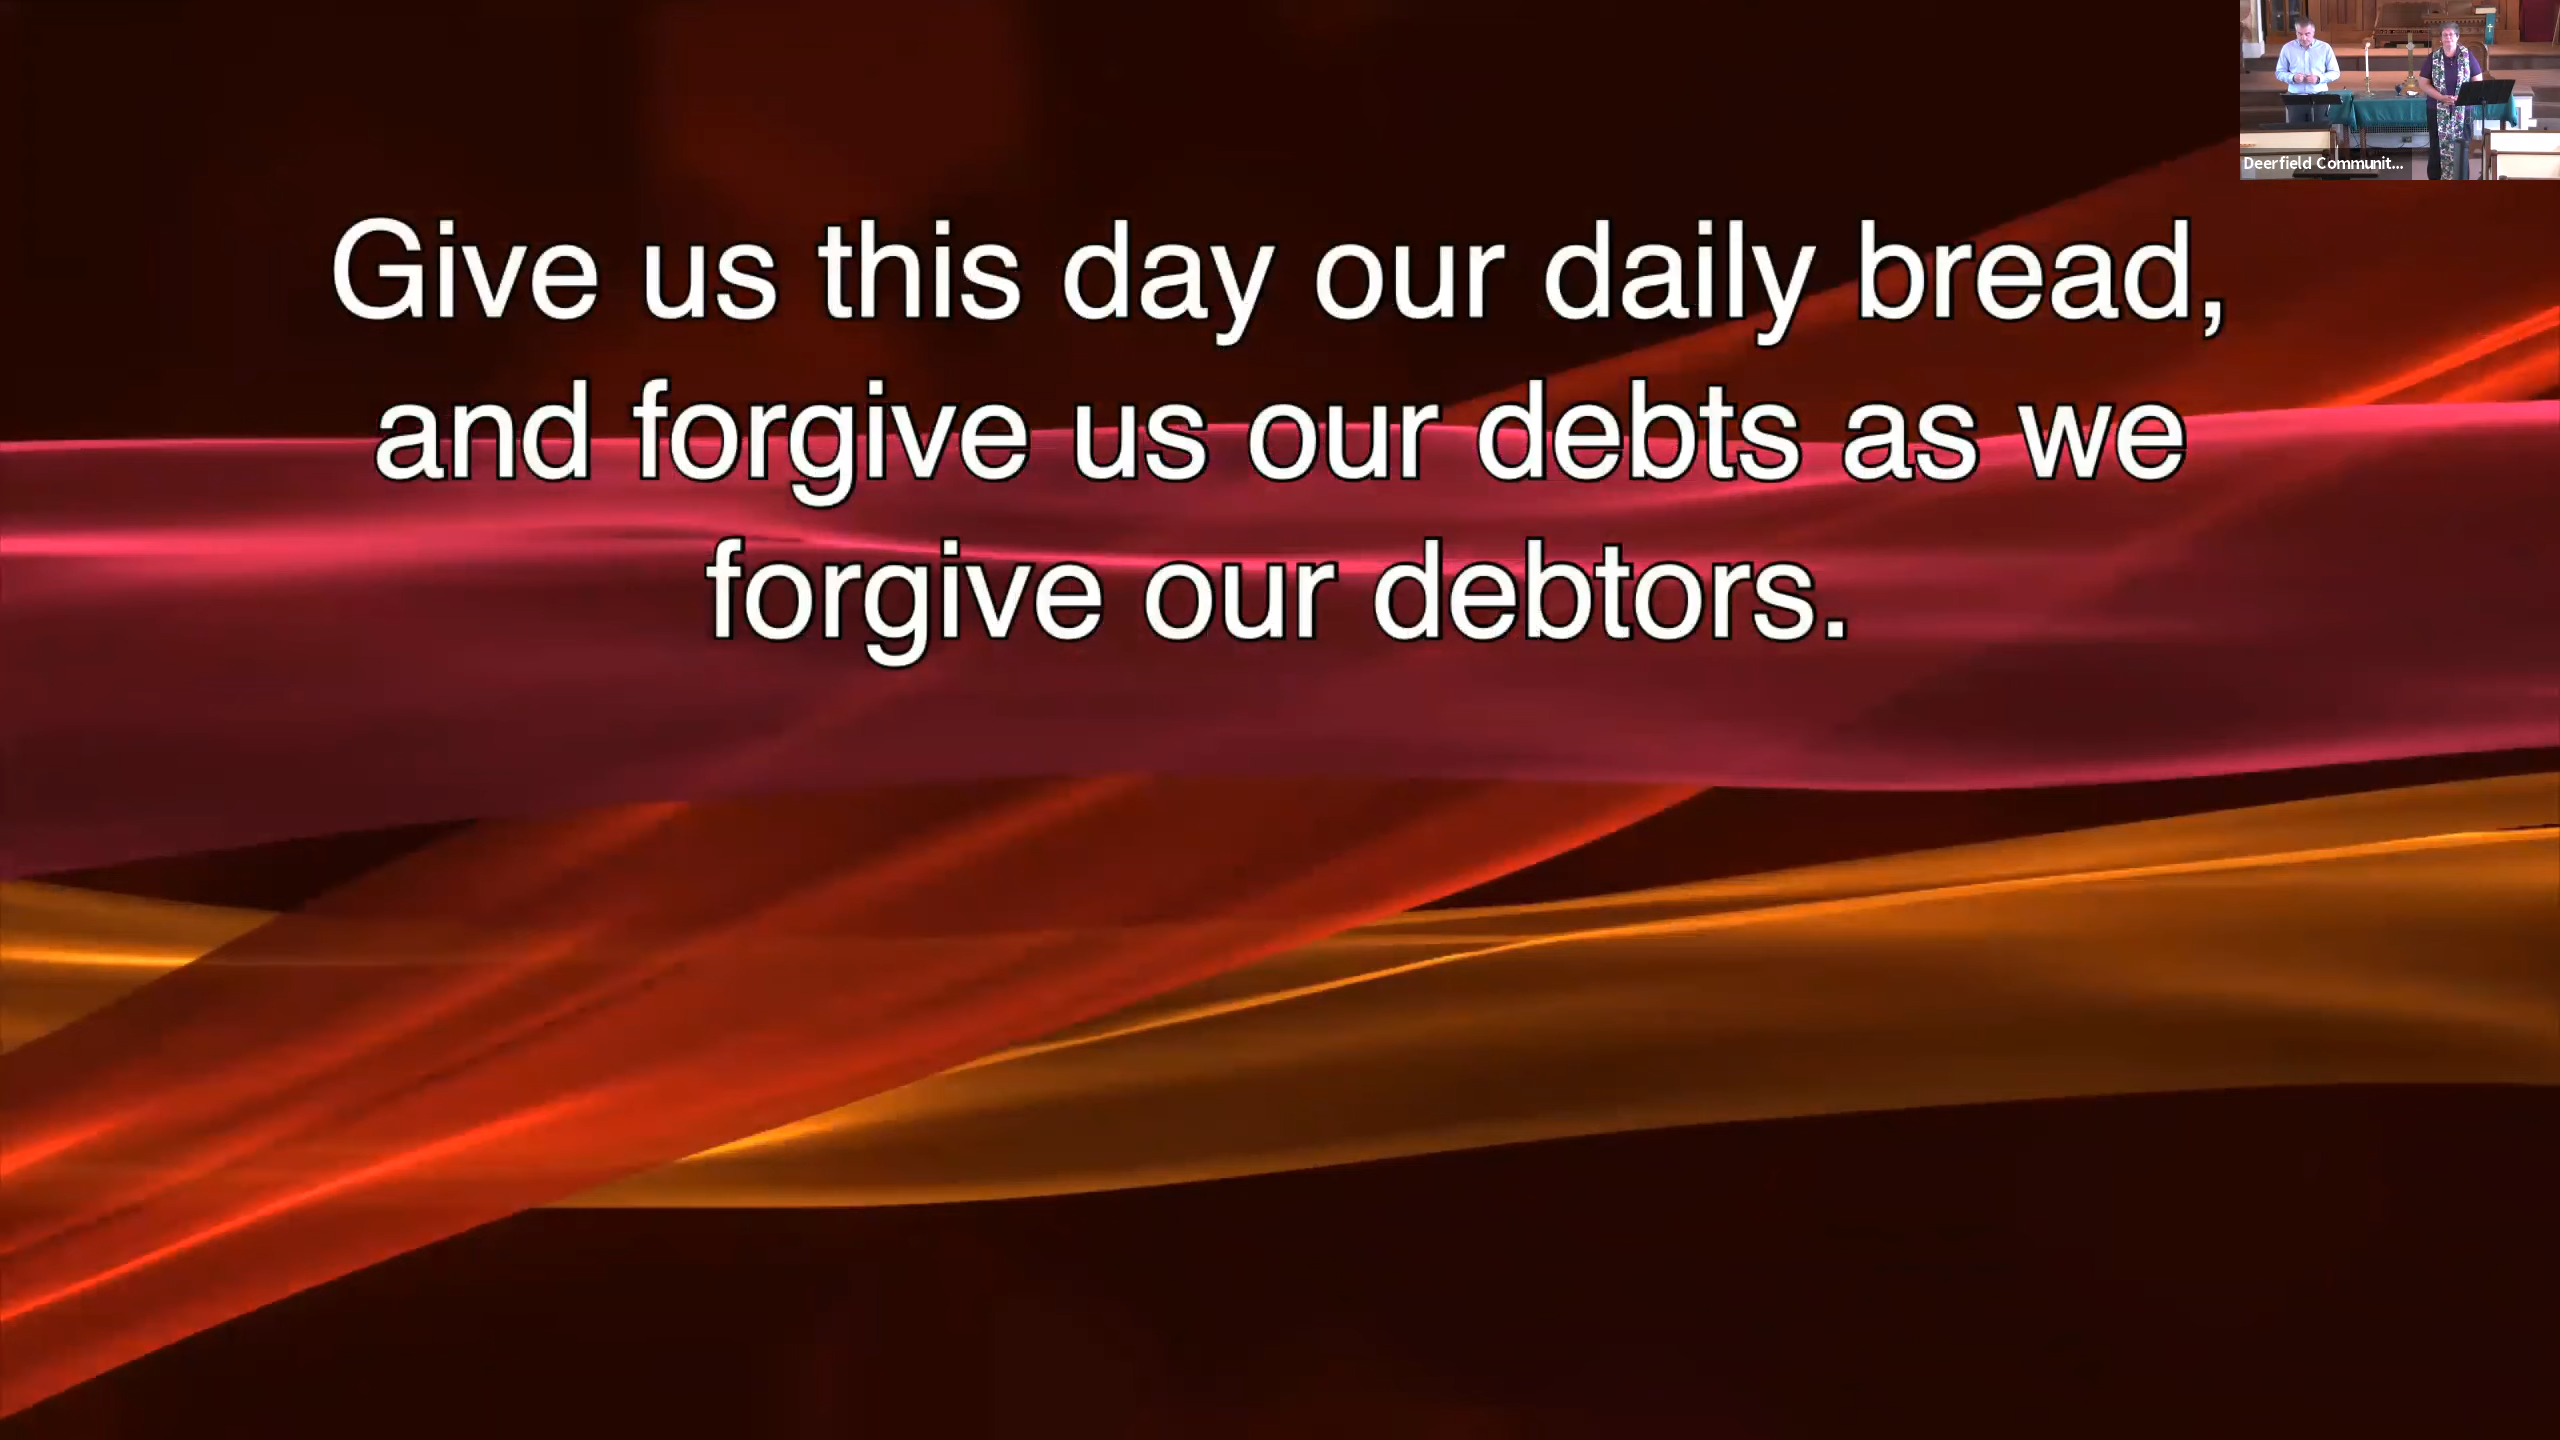 Give us this day our daily bread,
and forgive us our debts as we
forgive our debtors.
Deerfield Communit...